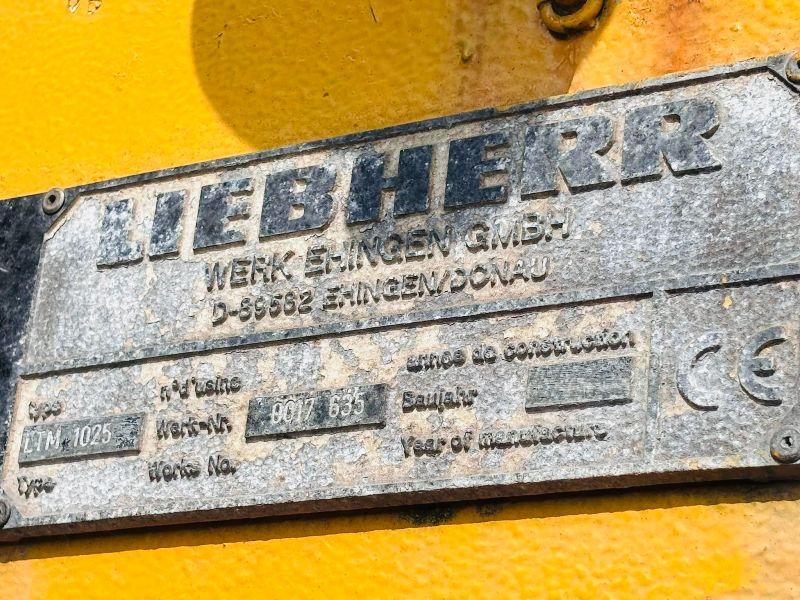 LIEBHERR
WERK EHINGEN GMBH
D-89582 EHINGEN/DONAU
type
LTM 1025
Type
n° d'usine
Werk-Nr.
Works No.
0017 635
année de construction
Baujahr
Year of manufacture
CE